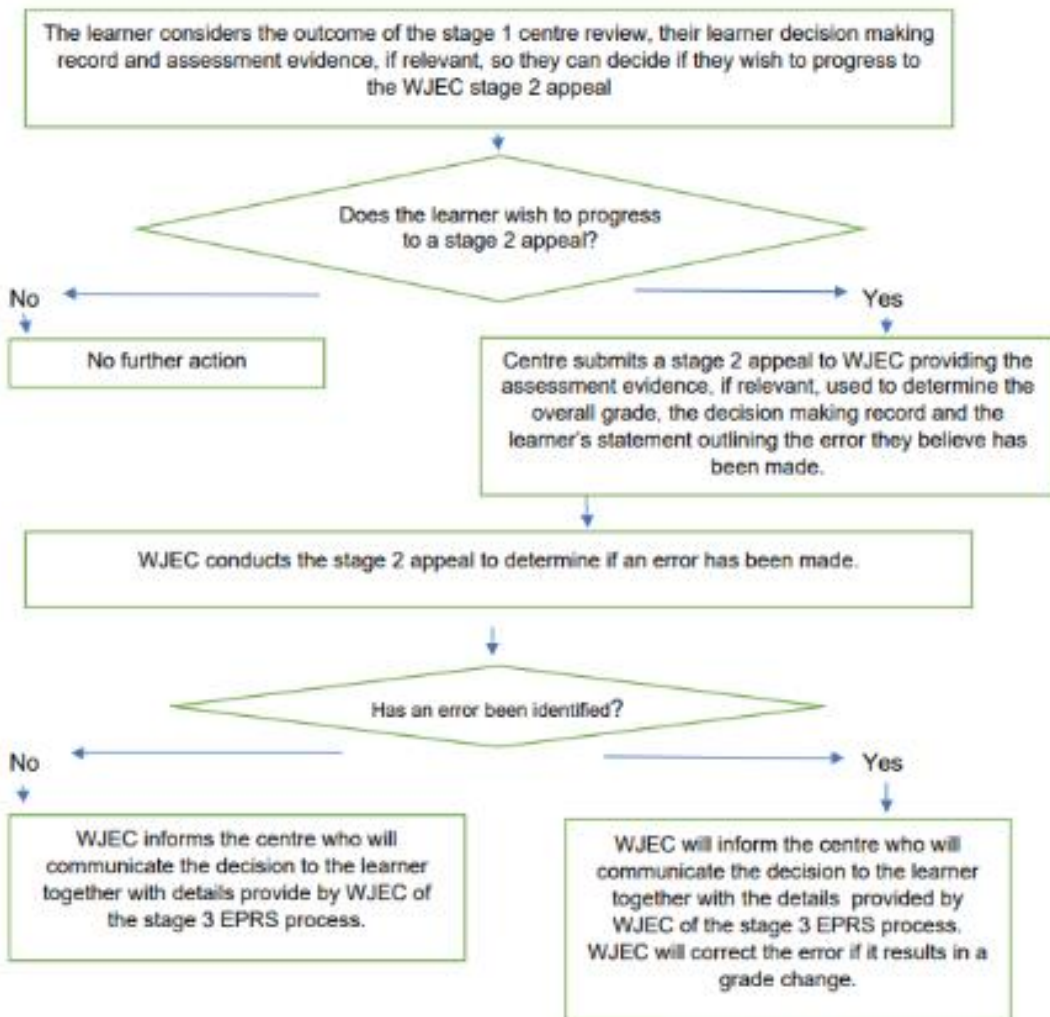 The learner considers the outcome of the stage 1 centre review, their learner decision making
record and assessment evidence, if relevant, so they can decide if they wish to progress to
the WJEC stage 2 appeal
Does the learner wish to progress
to a stage 2 appeal?
No
Yes
No further action
Centre submits a stage 2 appeal to WJEC providing the
assessment evidence, if relevant, used to determine the
overall grade, the decision making record and the
learner's statement outlining the error they believe has
been made.
WJEC conducts the stage 2 appeal to determine if an error has been made.
Has an error been identified?
No
Yes
WJEC informs the centre who will
communicate the decision to the learner
together with details provide by WJEC of
the stage 3 EPRS process.
WJEC will inform the centre who will
communicate the decision to the learner
together with the details provided by
WJEC of the stage 3 EPRS process.
WJEC will correct the error if it results in a
grade change.